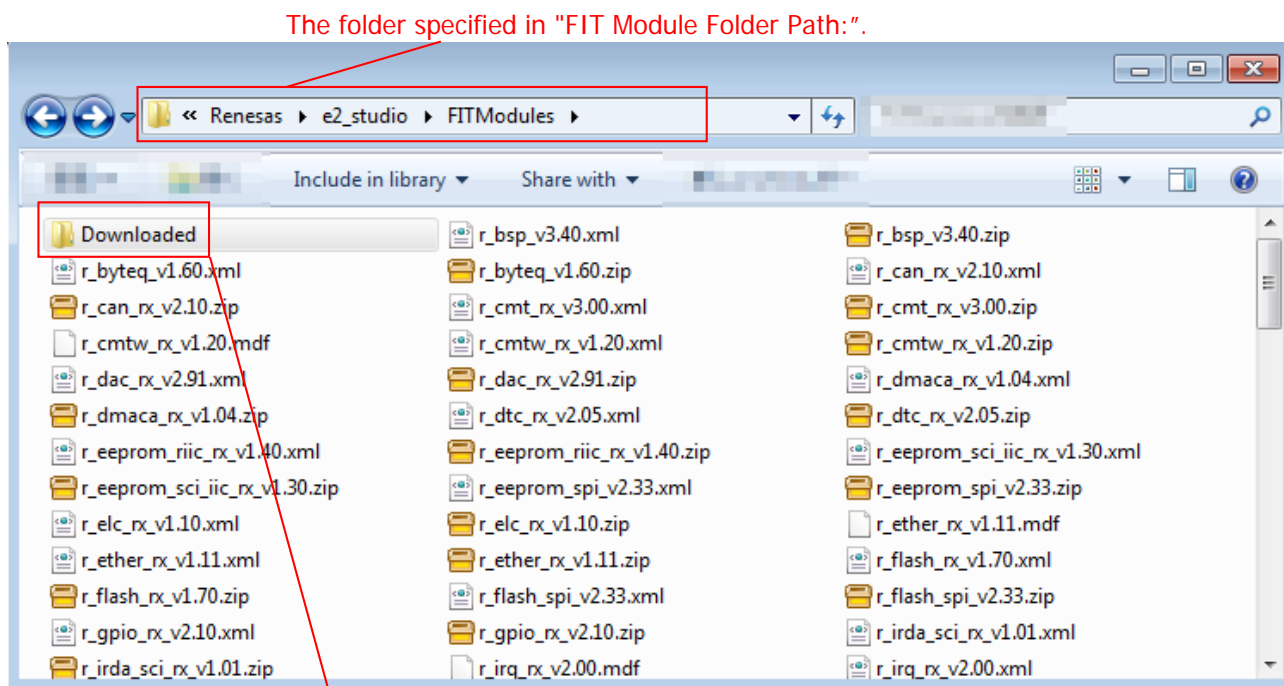 The folder specified in "FIT Module Folder Path:”.
« Renesas ▸ e2_studio ▸ FITModules ▸
Include in library ▾ Share with ▾
Downloaded r_bsp_v3.40.xml r_bsp_v3.40.zip
r_byteq_v1.60.xml r_byteq_v1.60.zip r_can_rx_v2.10.xml
r_can_rx_v2.10.zip r_cmt_rx_v3.00.xml r_cmt_rx_v3.00.zip
r_cmtw_rx_v1.20.mdf r_cmtw_rx_v1.20.xml r_cmtw_rx_v1.20.zip
r_dac_rx_v2.91.xml r_dac_rx_v2.91.zip r_dmaca_rx_v1.04.xml
r_dmaca_rx_v1.04.zip r_dtc_rx_v2.05.xml r_dtc_rx_v2.05.zip
r_eeprom_riic_rx_v1.40.xml r_eeprom_riic_rx_v1.40.zip r_eeprom_sci_iic_rx_v1.30.xml
r_eeprom_sci_iic_rx_v1.30.zip r_eeprom_spi_v2.33.xml r_eeprom_spi_v2.33.zip
r_elc_rx_v1.10.xml r_elc_rx_v1.10.zip r_ether_rx_v1.11.mdf
r_ether_rx_v1.11.xml r_ether_rx_v1.11.zip r_flash_rx_v1.70.xml
r_flash_rx_v1.70.zip r_flash_spi_v2.33.xml r_flash_spi_v2.33.zip
r_gpio_rx_v2.10.xml r_gpio_rx_v2.10.zip r_irda_sci_rx_v1.01.xml
r_irda_sci_rx_v1.01.zip r_irq_rx_v2.00.mdf r_irq_rx_v2.00.xml